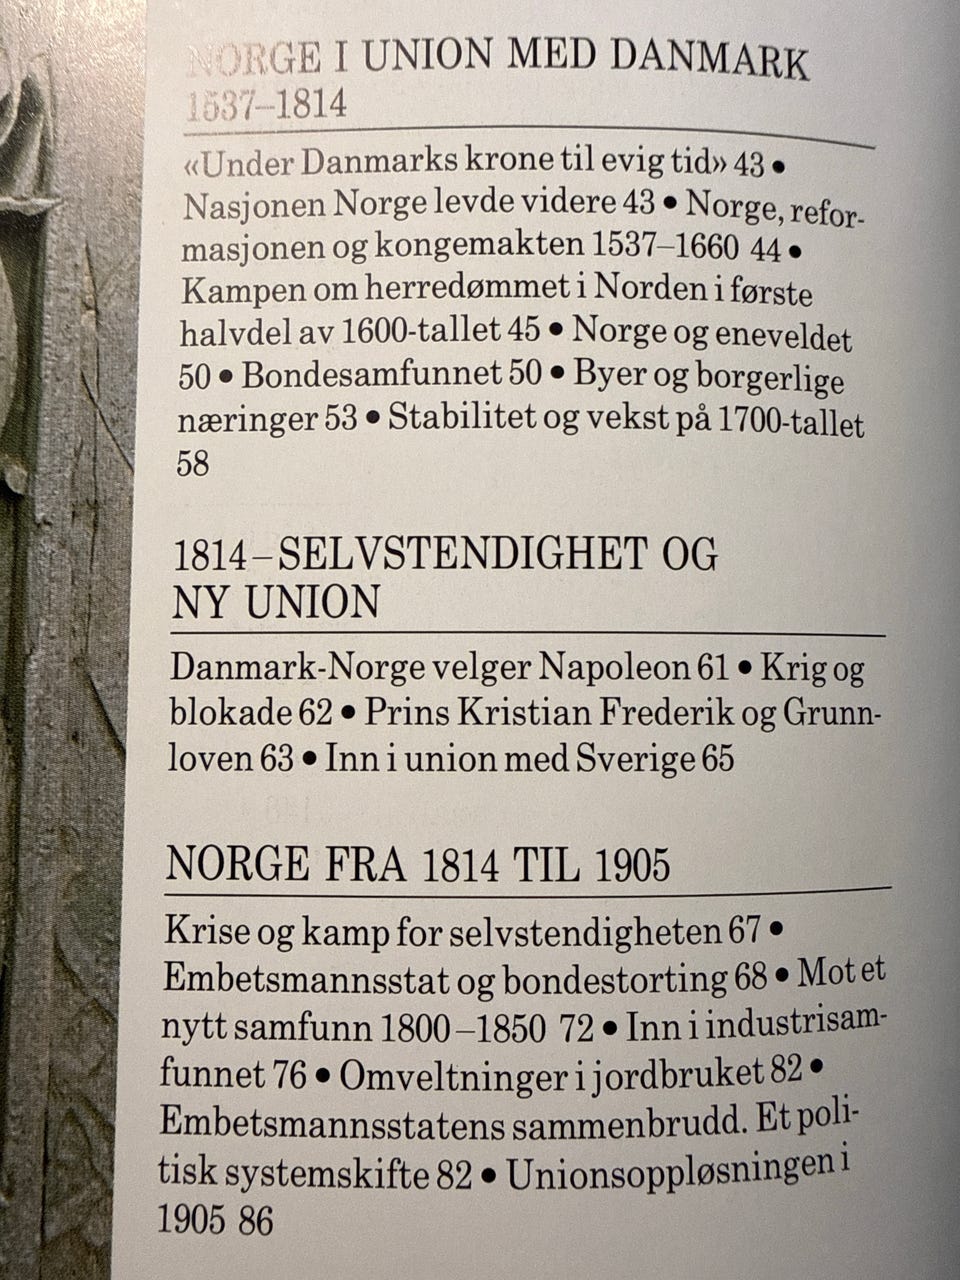 NORGE I UNION MED DANMARK
1537–1814
«Under Danmarks krone til evig tid» 43 •
Nasjonen Norge levde videre 43 • Norge, refor-
masjonen og kongemakten 1537–1660 44 •
Kampen om herredømmet i Norden i første
halvdel av 1600-tallet 45 • Norge og eneveldet
50 • Bondesamfunnet 50 • Byer og borgerlige
næringer 53 • Stabilitet og vekst på 1700-tallet
58
1814–SELVSTENDIGHET OG
NY UNION
Danmark-Norge velger Napoleon 61 • Krig og
blokade 62 • Prins Kristian Frederik og Grunn-
loven 63 • Inn i union med Sverige 65
NORGE FRA 1814 TIL 1905
Krise og kamp for selvstendigheten 67 •
Embetsmannsstat og bondestorting 68 • Mot et
nytt samfunn 1800–1850 72 • Inn i industrisam-
funnet 76 • Omveltninger i jordbruket 82 •
Embetsmannsstatens sammenbrudd. Et poli-
tisk systemskifte 82 • Unionsoppløsningen i
1905 86